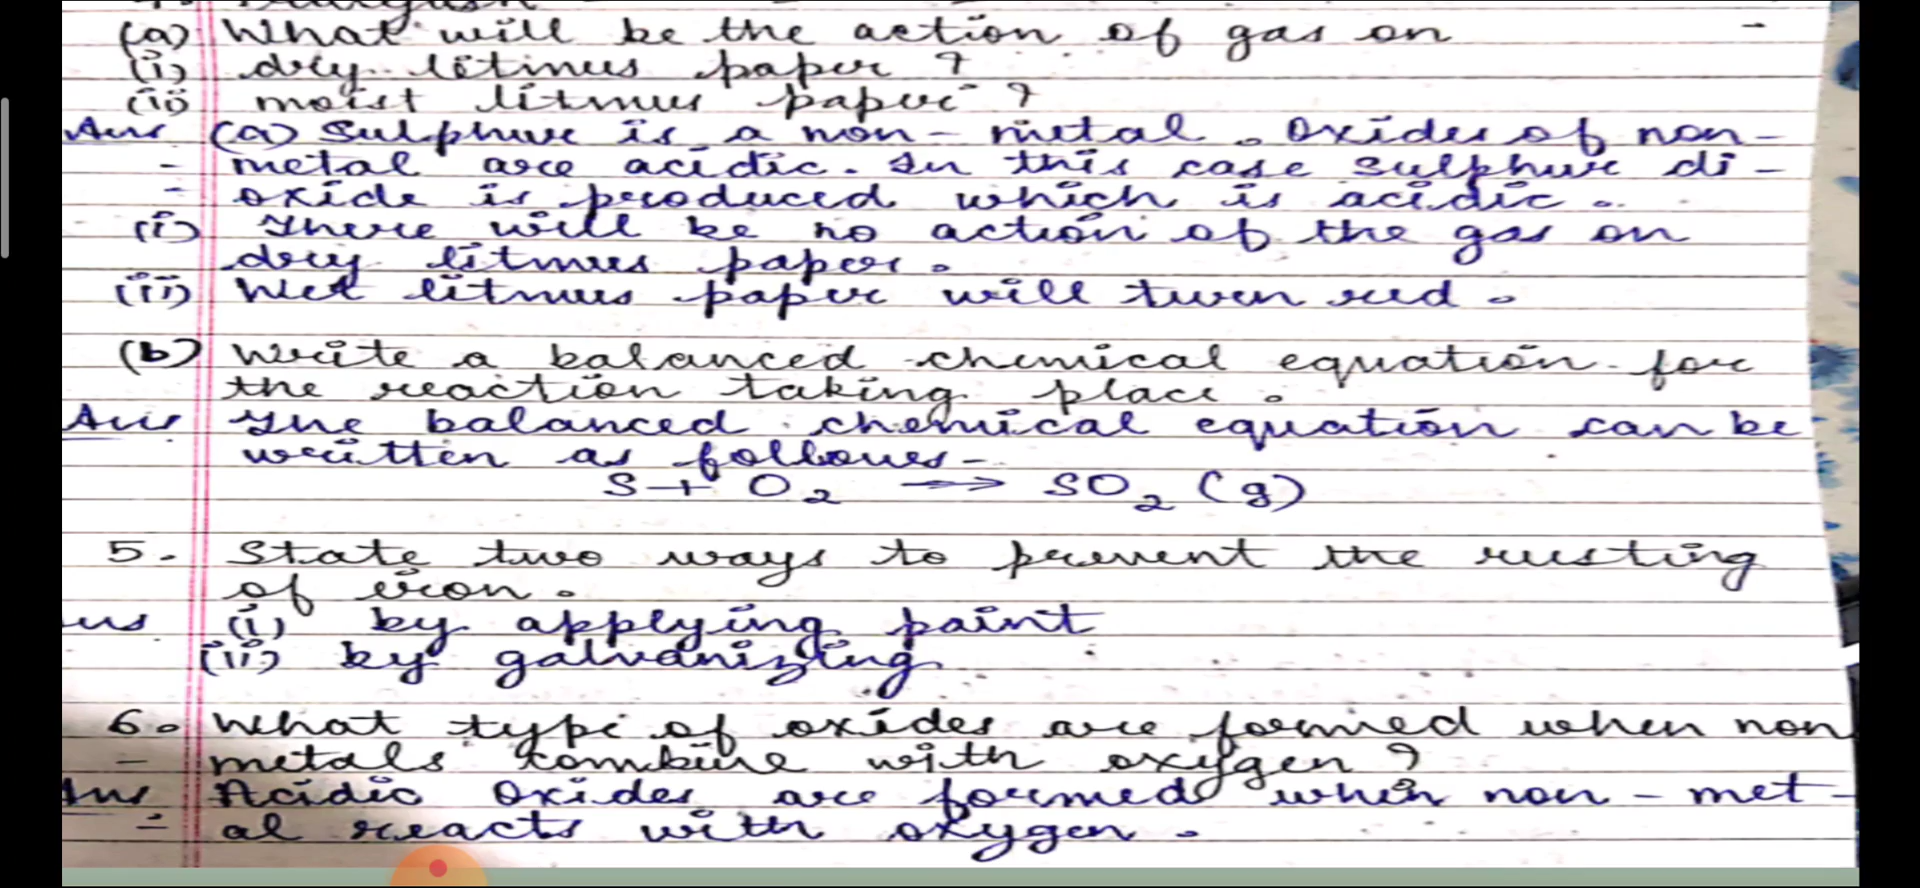 (a) What will be the action of gas on
(i) dry litmus paper ?
(ii) moist litmus paper ?
Ans (a) Sulphur is a non - metal. Oxides of non -
- metal are acidic. In this case sulphur di -
- oxide is produced which is acidic.
(i) There will be no action of the gas on
dry litmus paper.
(ii) Wet litmus paper will turn red.
(b) Write a balanced chemical equation for
the reaction taking place.
Ans The balanced chemical equation can be
written as follows -
S + O2 → SO2 (g)
5. State two ways to prevent the rusting
of iron.
ns (i) by applying paint
(ii) by galvanizing
6. What type of oxides are formed when non
- metals combine with oxygen ?
Ans Acidic Oxides are formed when non - met -
- al reacts with oxygen.